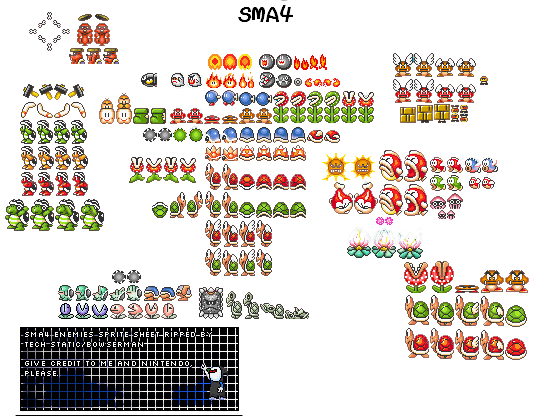 SMA4
SMA4 ENEMIES SPRITE SHEET RIPPED BY
TECH-STATIC/BOWSERMAN
GIVE CREDIT TO ME AND NINTENDO,
PLEASE.